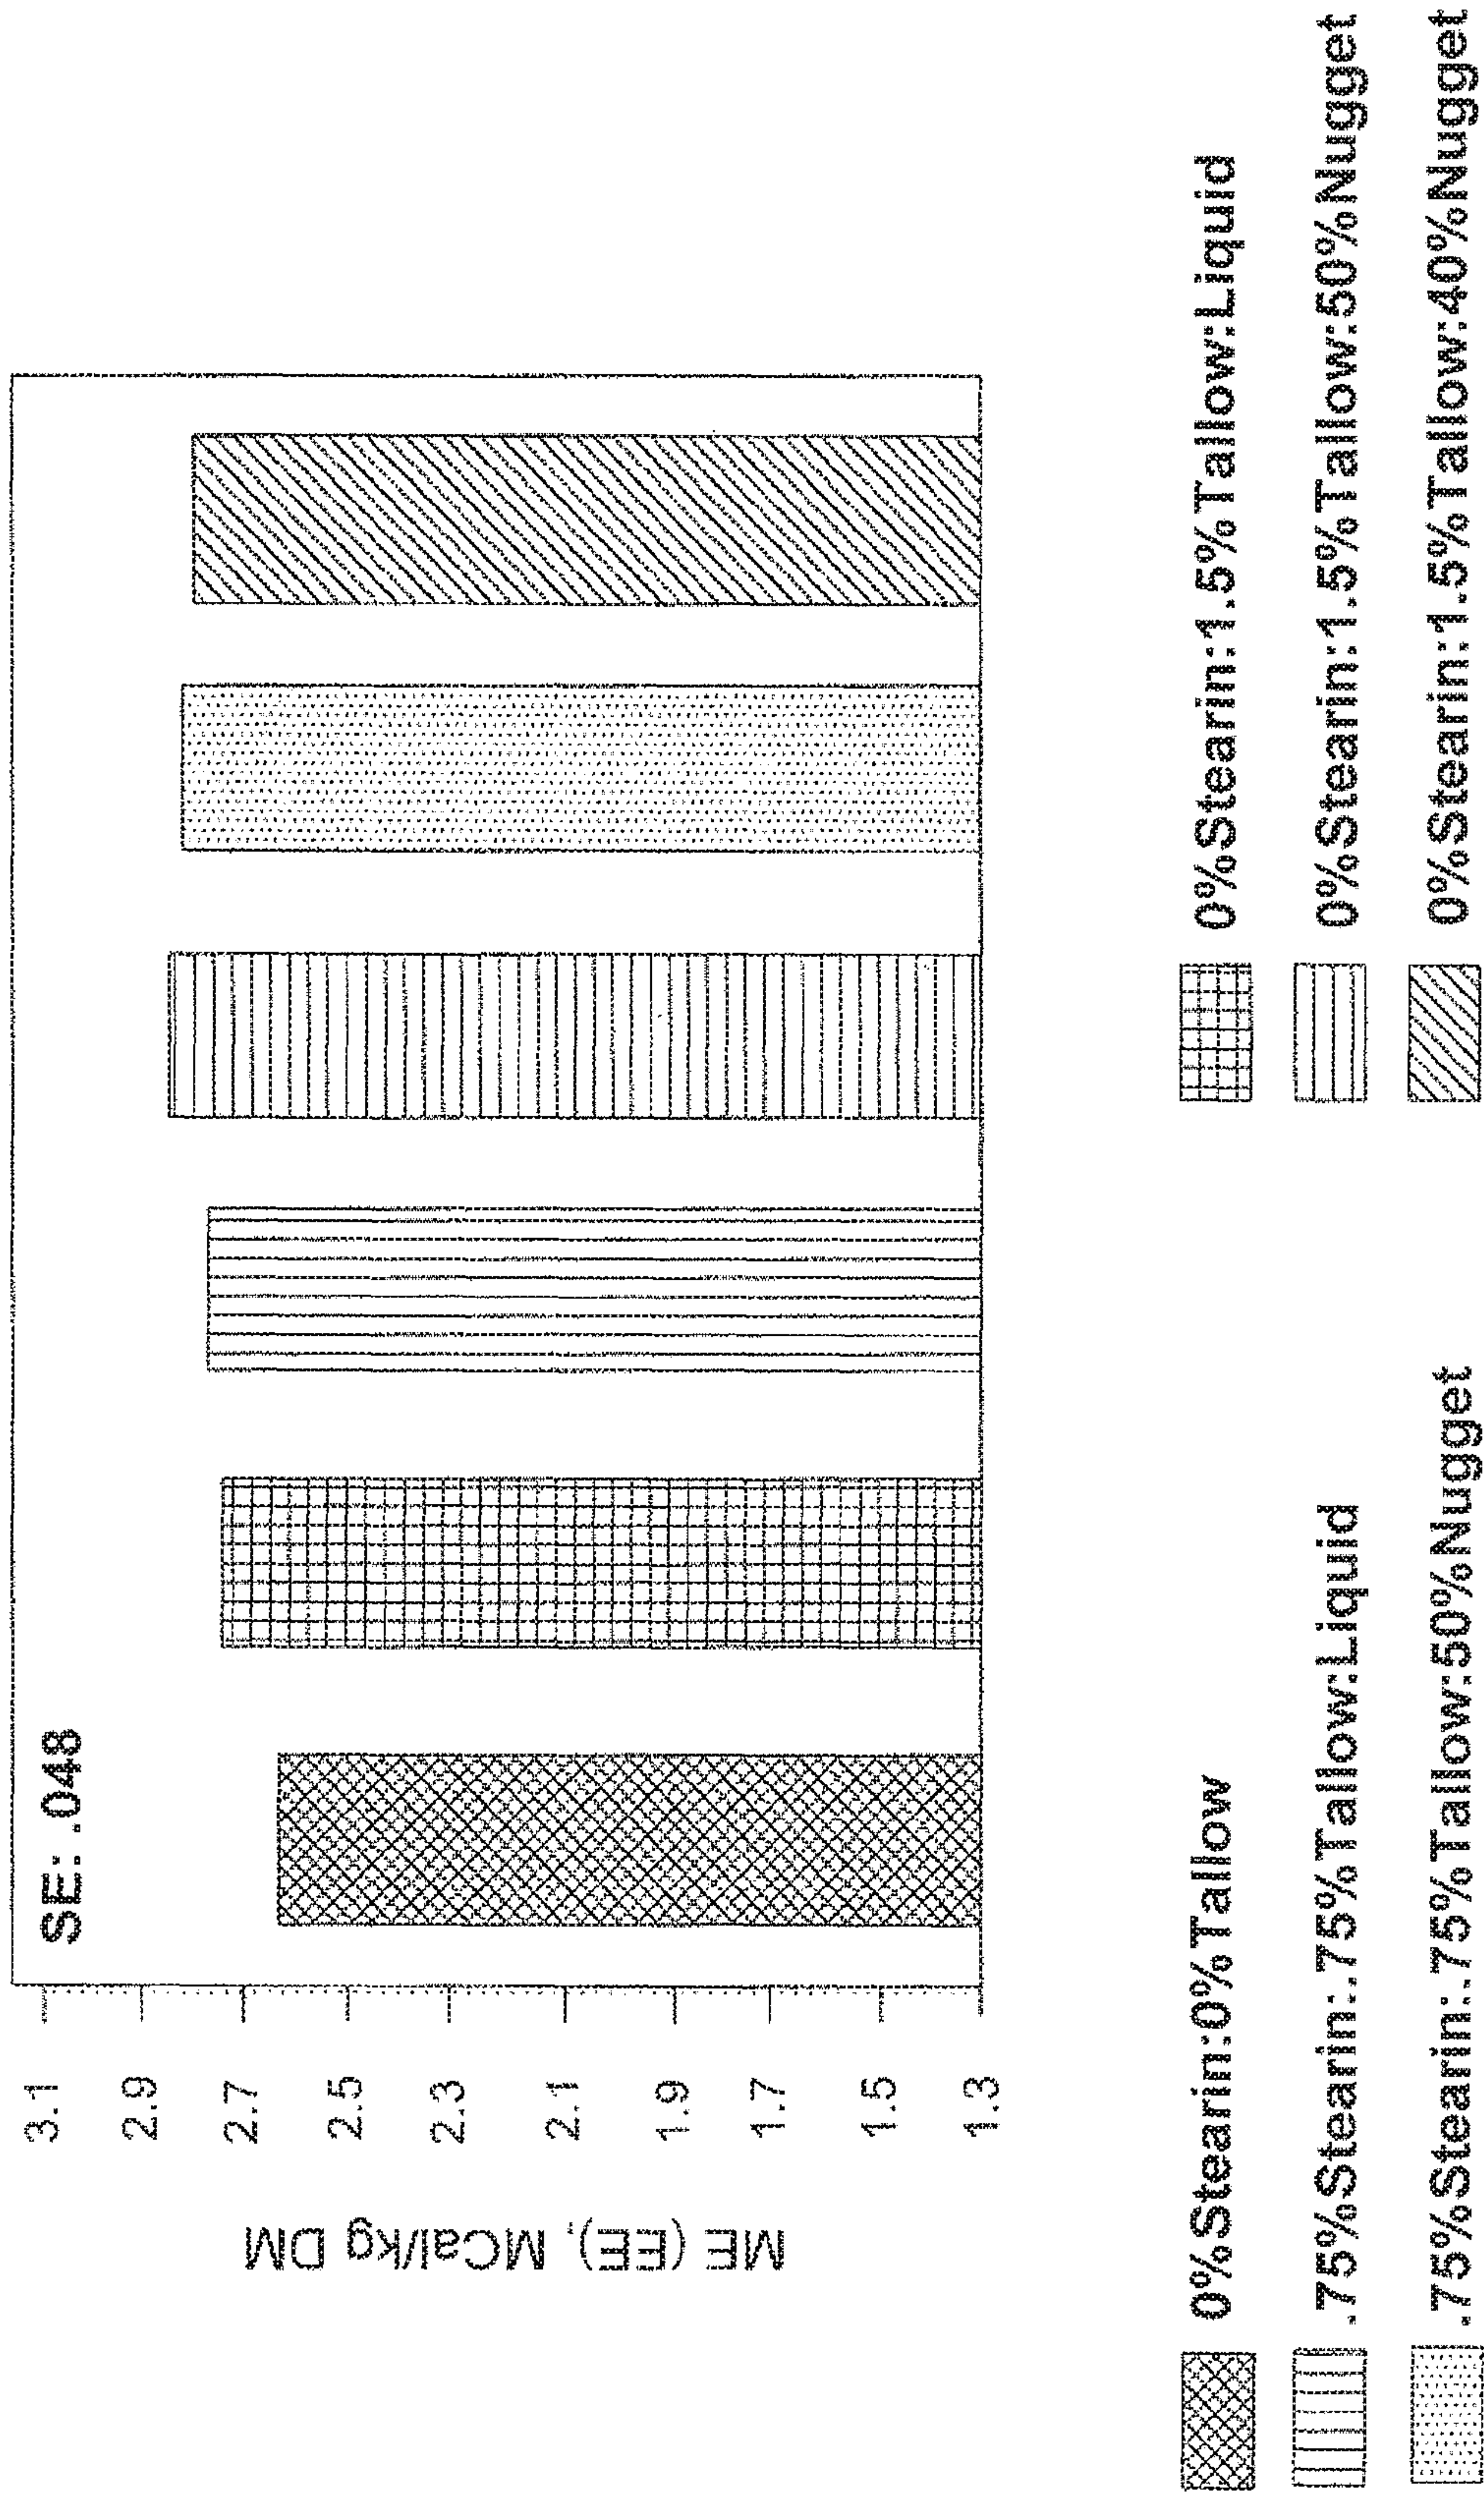 SE: .048
3.1
2.9
2.7
2.5
2.3
2.1
1.9
1.7
1.5
1.3
ME (EE), MCal/kg DM
0%Stearin:0%Tallow
0%Stearin:1.5%Tallow:Liquid
.75%Stearin:.75%Tallow:Liquid
0%Stearin:1.5%Tallow:50%Nugget
.75%Stearin:.75%Tallow:50%Nugget
0%Stearin:1.5%Tallow:40%Nugget